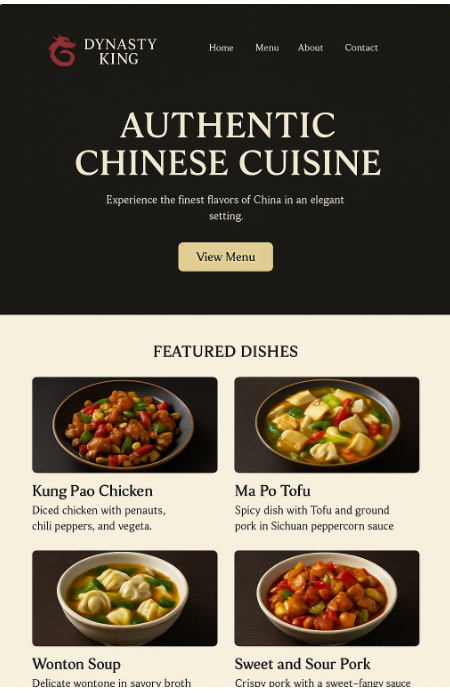 DYNASTY
KING
Home Menu About Contact
AUTHENTIC
CHINESE CUISINE
Experience the finest flavors of China in an elegant
setting.
View Menu
FEATURED DISHES
Kung Pao Chicken
Diced chicken with penauts,
chili peppers, and vegeta.
Ma Po Tofu
Spicy dish with Tofu and ground
pork in Sichuan peppercorn sauce
Wonton Soup
Delicate wontone in savory broth
Sweet and Sour Pork
Crispy pork with a sweet–fangy sauce